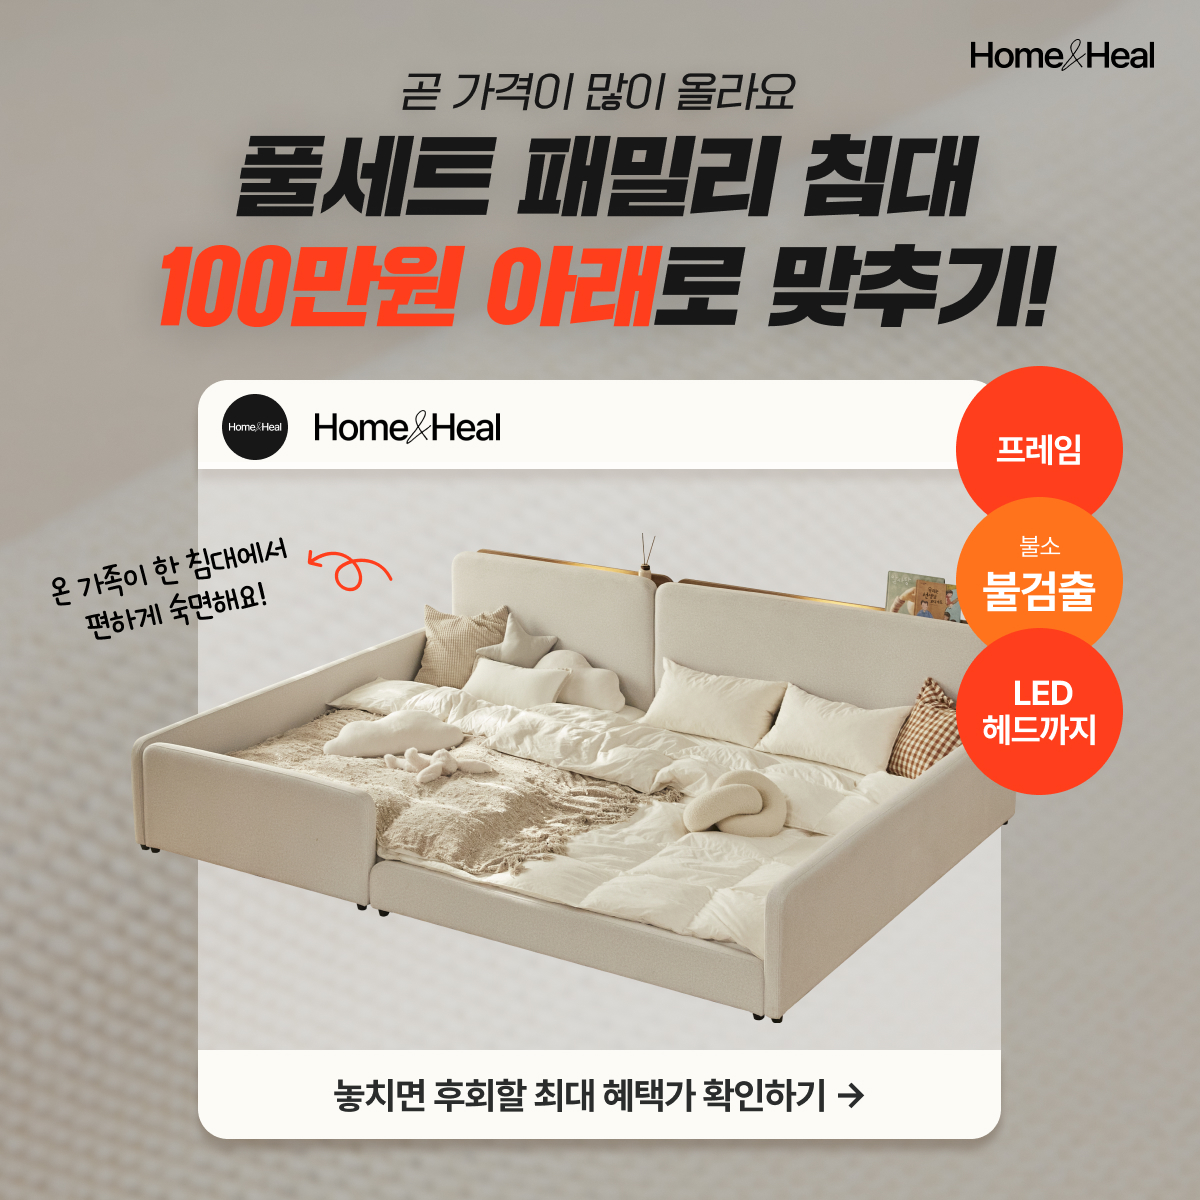 Home&Heal
곧 가격이 많이 올라요
풀세트 패밀리 침대
100만원 아래로 맞추기!
Home&Heal
Home&Heal
프레임
불소
불검출
LED
헤드까지
온 가족이 한 침대에서
편하게 숙면해요!
놓치면 후회할 최대 혜택가 확인하기 →